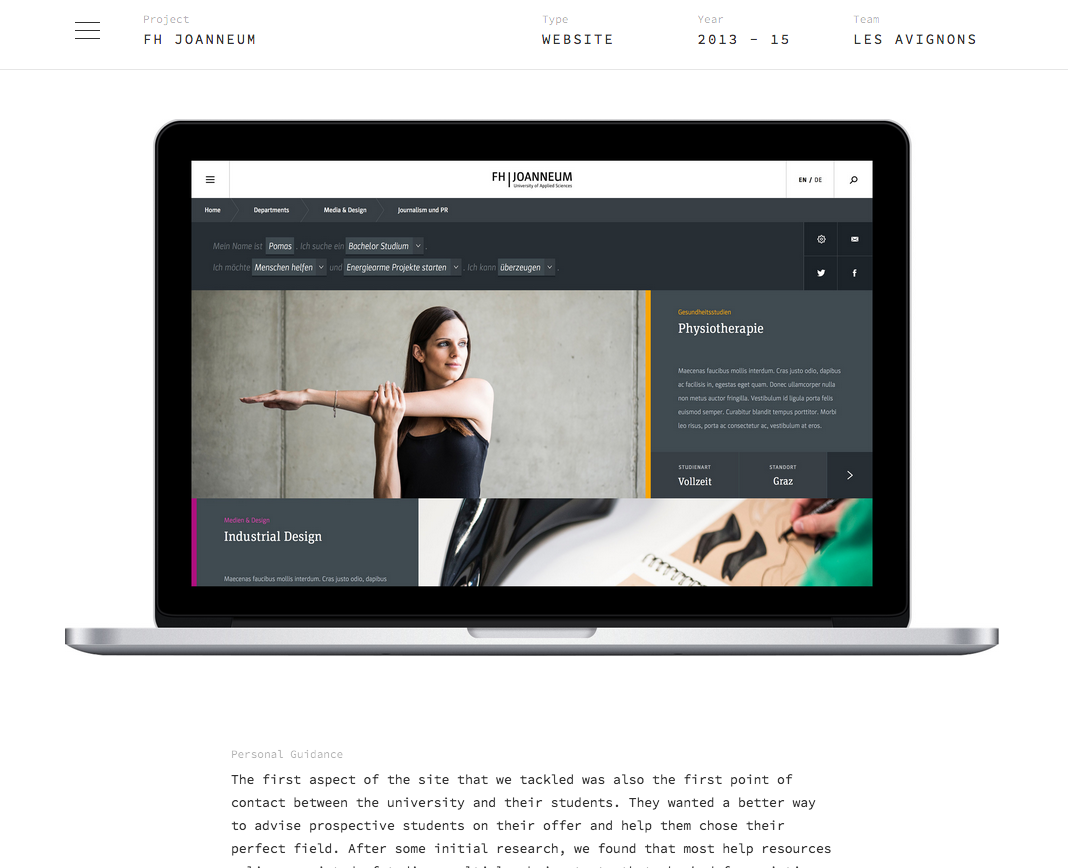 Project
FH JOANNEUM
Type
WEBSITE
Year
2013 – 15
Team
LES AVIGNONS
FH JOANNEUM
University of Applied Sciences
EN / DE
Home Departments Media & Design Journalism und PR
Mein Name ist Pomas . Ich suche ein Bachelor Studium .
Ich möchte Menschen helfen und Energiearme Projekte starten . Ich kann überzeugen .
Gesundheitsstudien
Physiotherapie
Maecenas faucibus mollis interdum. Cras justo odio, dapibus
ac facilisis in, egestas eget quam. Donec ullamcorper nulla
non metus auctor fringilla. Vestibulum id ligula porta felis
euismod semper. Curabitur blandit tempus porttitor. Morbi
leo risus, porta ac consectetur ac, vestibulum at eros.
STUDIENART
Vollzeit
STANDORT
Graz
Medien & Design
Industrial Design
Maecenas faucibus mollis interdum. Cras justo odio, dapibus
Personal Guidance
The first aspect of the site that we tackled was also the first point of
contact between the university and their students. They wanted a better way
to advise prospective students on their offer and help them chose their
perfect field. After some initial research, we found that most help resources